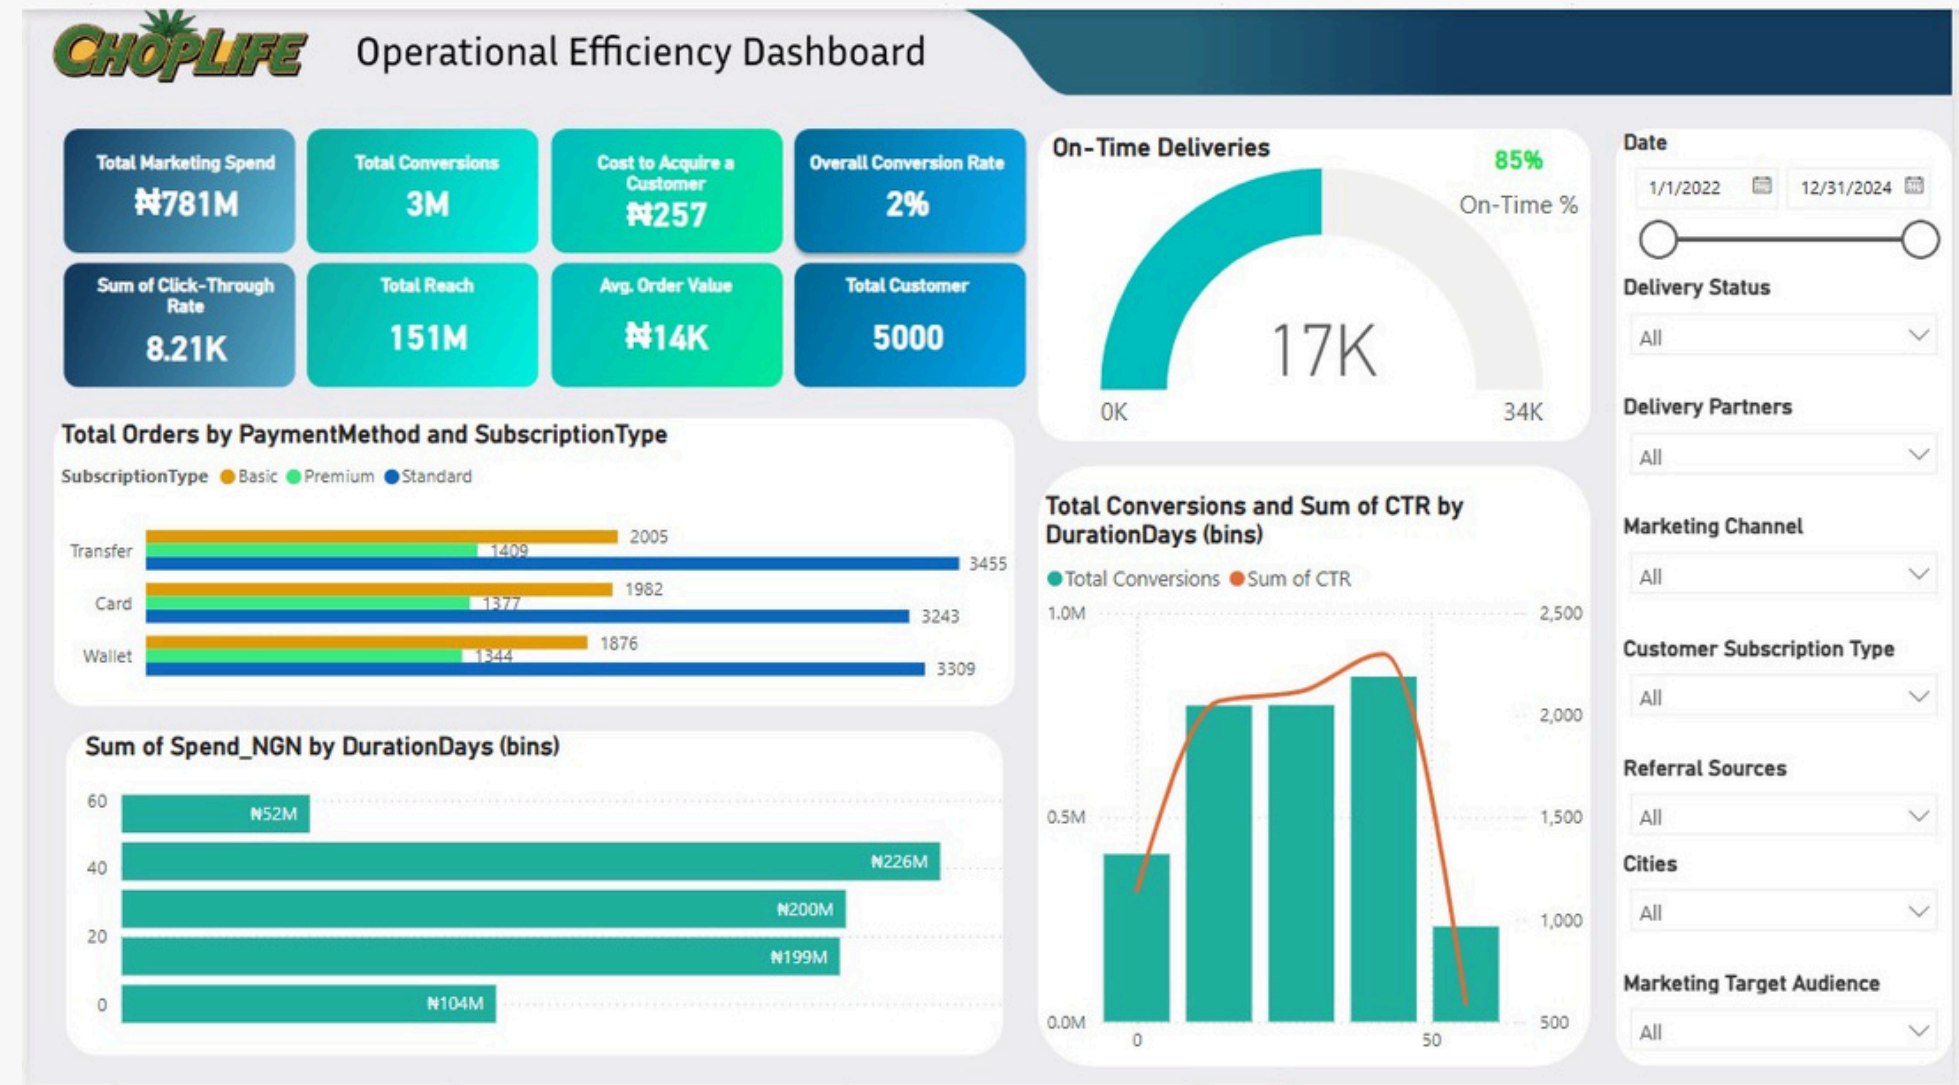 CHOPLIFE
Operational Efficiency Dashboard
Total Marketing Spend
₦781M
Total Conversions
3M
Cost to Acquire a
Customer
₦257
Overall Conversion Rate
2%
Sum of Click-Through
Rate
8.21K
Total Reach
151M
Avg. Order Value
₦14K
Total Customer
5000
On-Time Deliveries
85%
On-Time %
17K
0K
34K
Total Orders by PaymentMethod and SubscriptionType
SubscriptionType Basic Premium Standard
Transfer
2005
1409
3455
Card
1982
1377
3243
Wallet
1876
1344
3309
Sum of Spend_NGN by DurationDays (bins)
60
₦52M
40
₦226M
₦200M
20
₦199M
0
₦104M
Total Conversions and Sum of CTR by
DurationDays (bins)
Total Conversions Sum of CTR
1.0M
0.5M
0.0M
2,500
2,000
1,500
1,000
500
0
50
Date
1/1/2022
12/31/2024
Delivery Status
All
Delivery Partners
All
Marketing Channel
All
Customer Subscription Type
All
Referral Sources
All
Cities
All
Marketing Target Audience
All